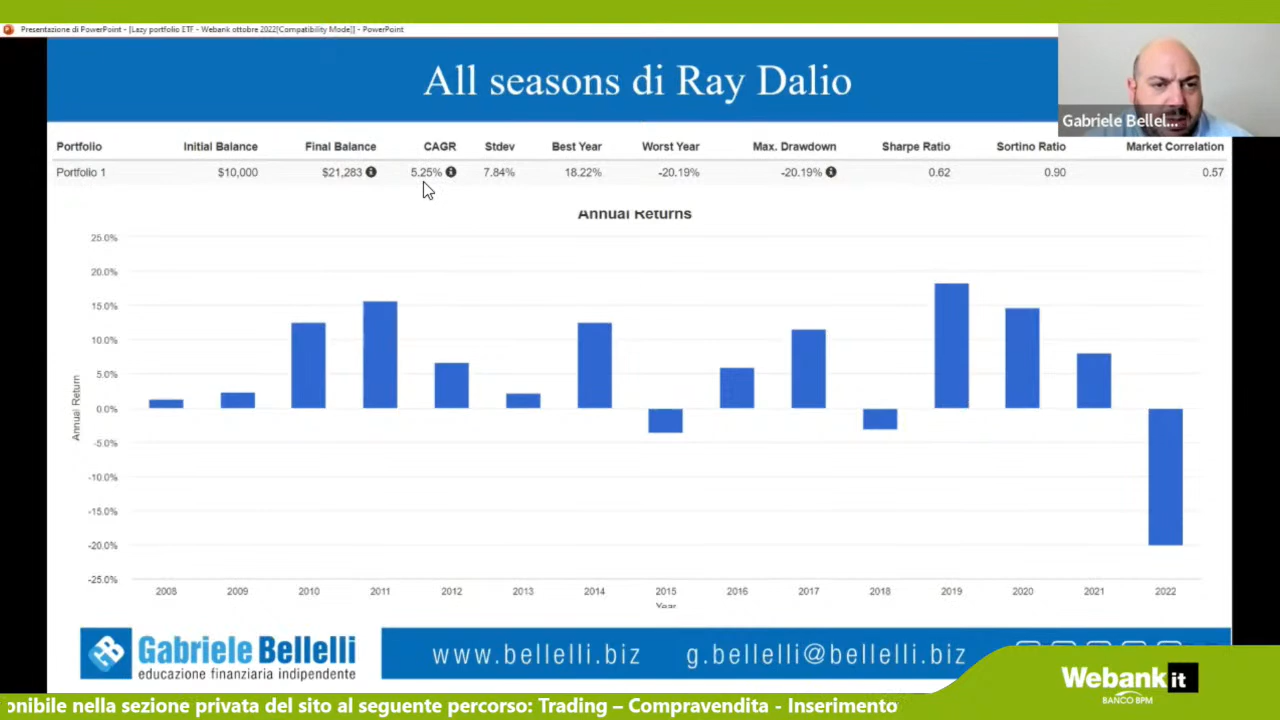 Presentazione di PowerPoint - [Lazy portfolio ETF - Webank ottobre 2022[Compatibility Mode]] - PowerPoint
All seasons di Ray Dalio
Gabriele Bellel...
Portfolio Initial Balance Final Balance CAGR Stdev Best Year Worst Year Max. Drawdown Sharpe Ratio Sortino Ratio Market Correlation
Portfolio 1 $10,000 $21,283 5.25% 7.84% 18.22% -20.19% -20.19% 0.62 0.90 0.57
Annual Returns
25.0%
20.0%
15.0%
10.0%
5.0%
0.0%
-5.0%
-10.0%
-15.0%
-20.0%
-25.0%
Annual Return
2008 2009 2010 2011 2012 2013 2014 2015 2016 2017 2018 2019 2020 2021 2022
Year
Gabriele Bellelli
educazione finanziaria indipendente
www.bellelli.biz g.bellelli@bellelli.biz
Webank it
BANCO BPM
onibile nella sezione privata del sito al seguente percorso: Trading – Compravendita - Inserimento